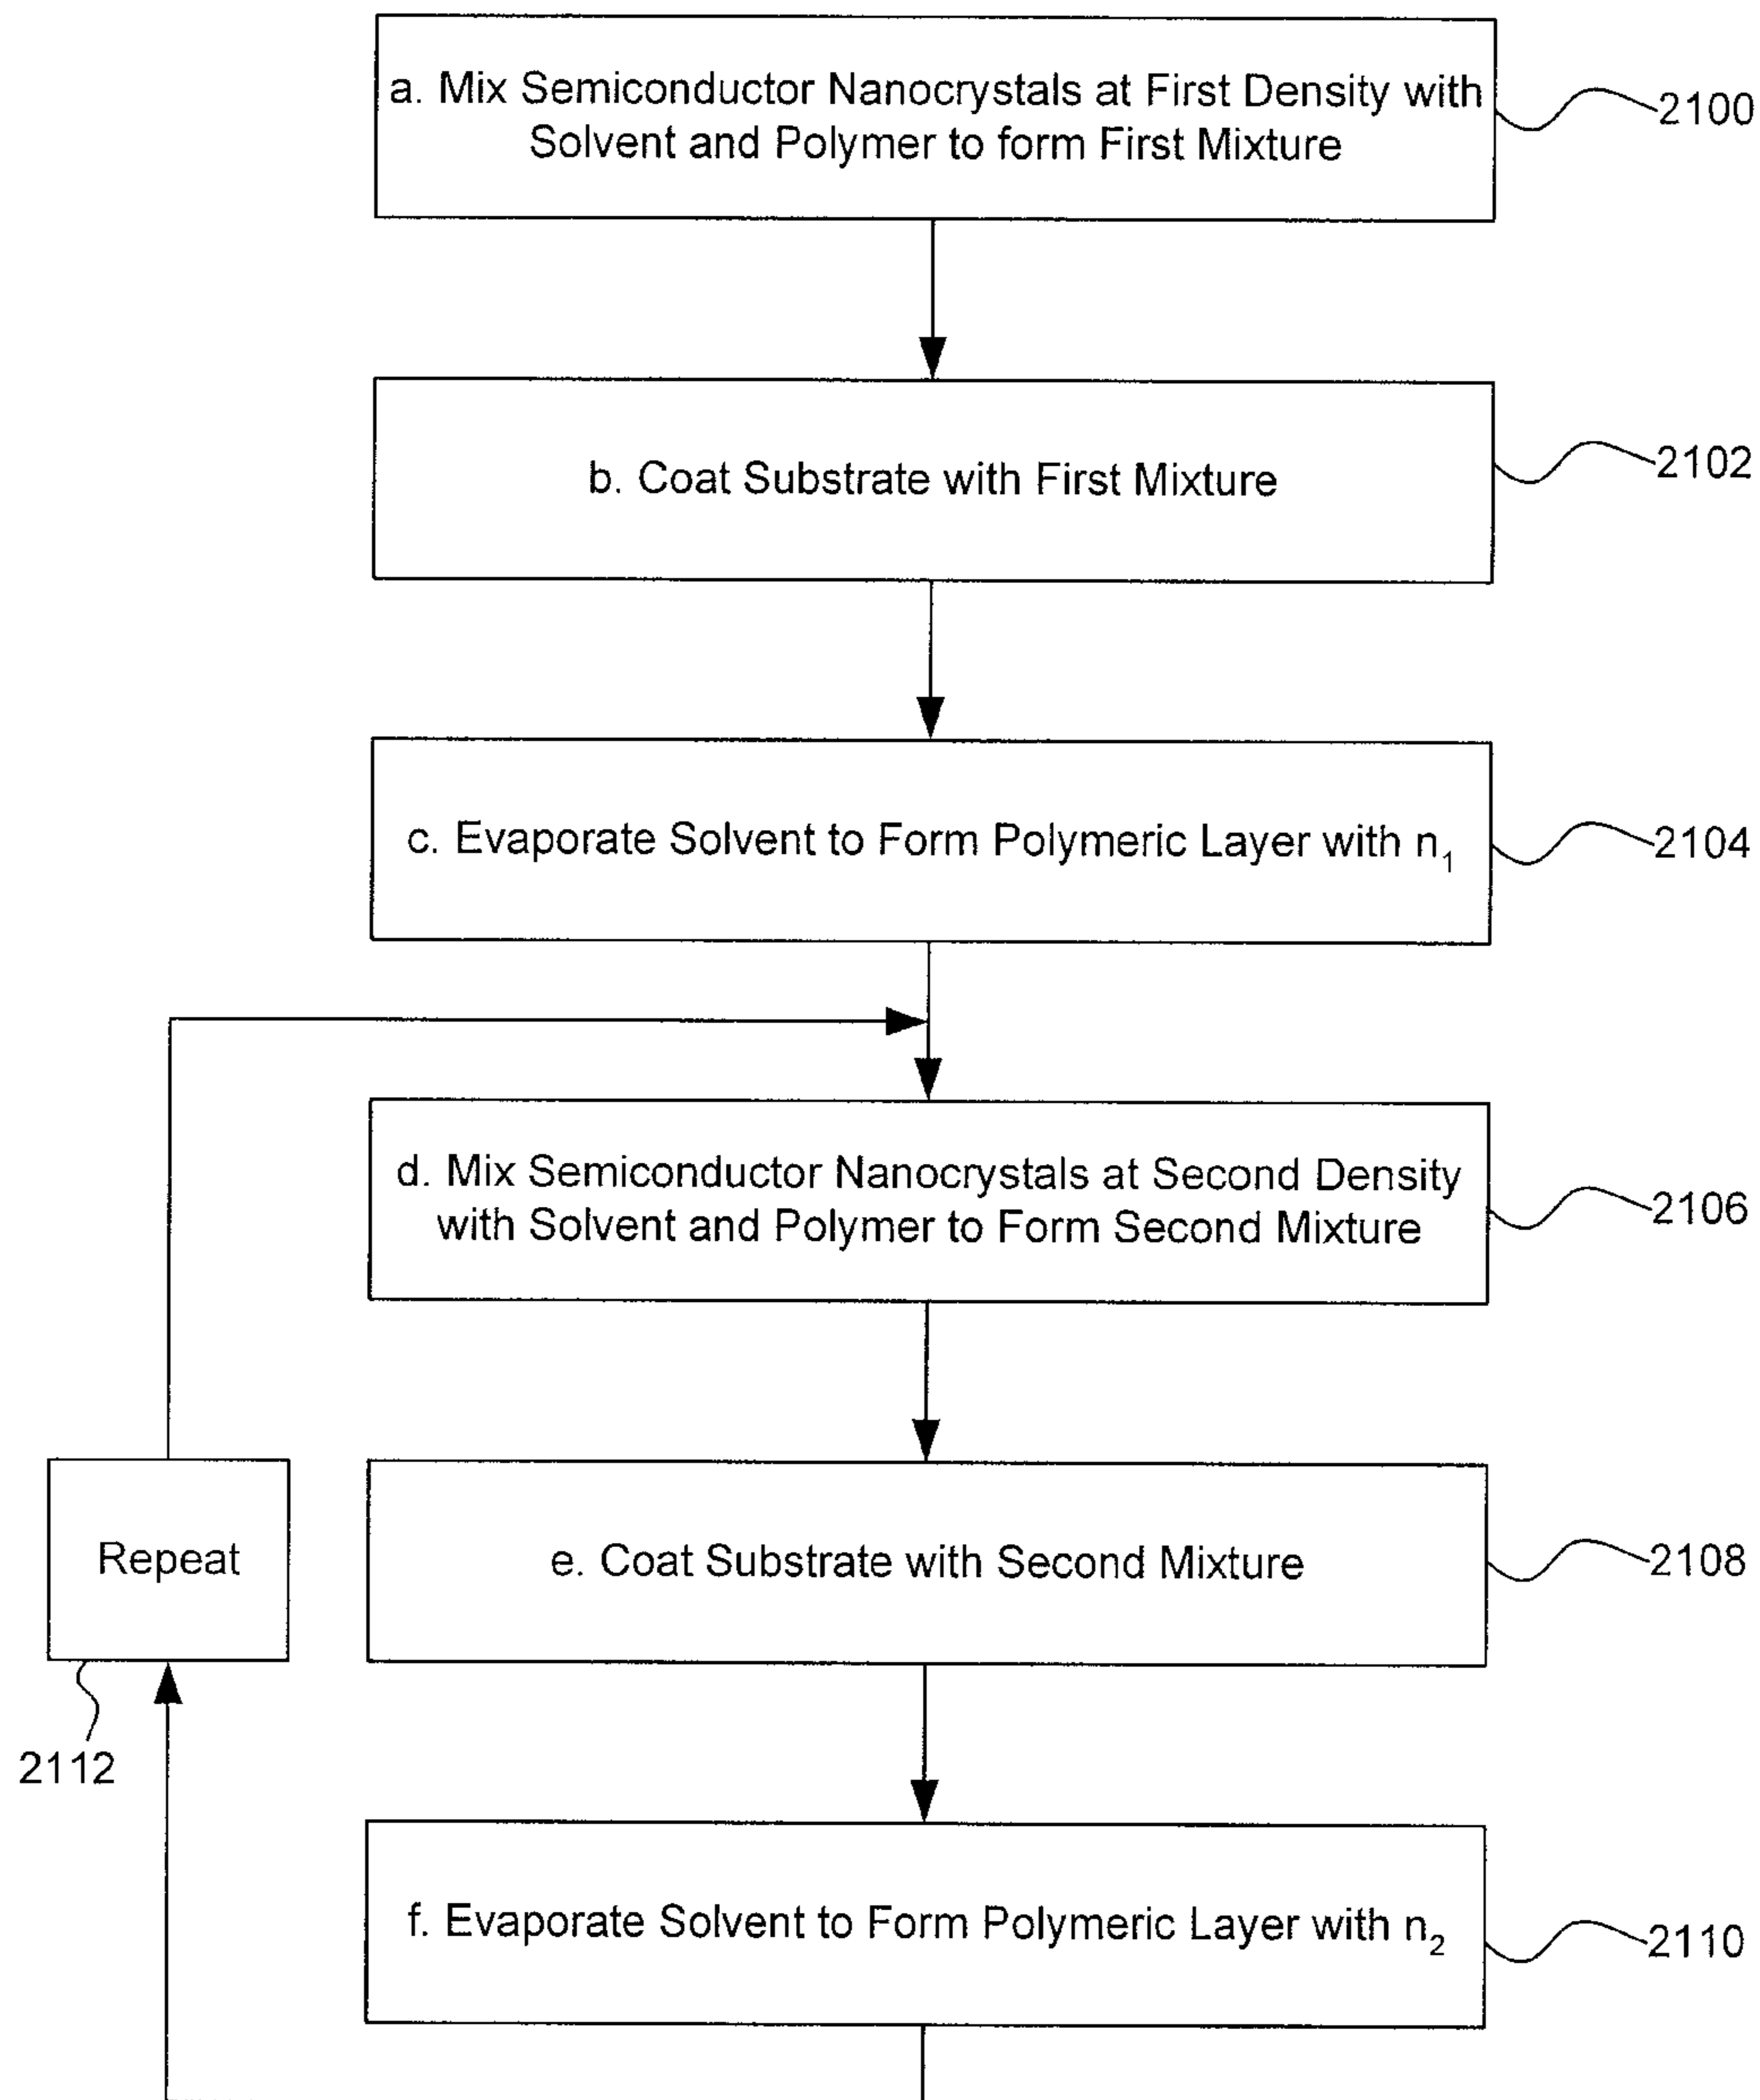 a. Mix Semiconductor Nanocrystals at First Density with
Solvent and Polymer to form First Mixture
2100
b. Coat Substrate with First Mixture
2102
c. Evaporate Solvent to Form Polymeric Layer with n₁
2104
d. Mix Semiconductor Nanocrystals at Second Density
with Solvent and Polymer to Form Second Mixture
2106
Repeat
2112
e. Coat Substrate with Second Mixture
2108
f. Evaporate Solvent to Form Polymeric Layer with n₂
2110